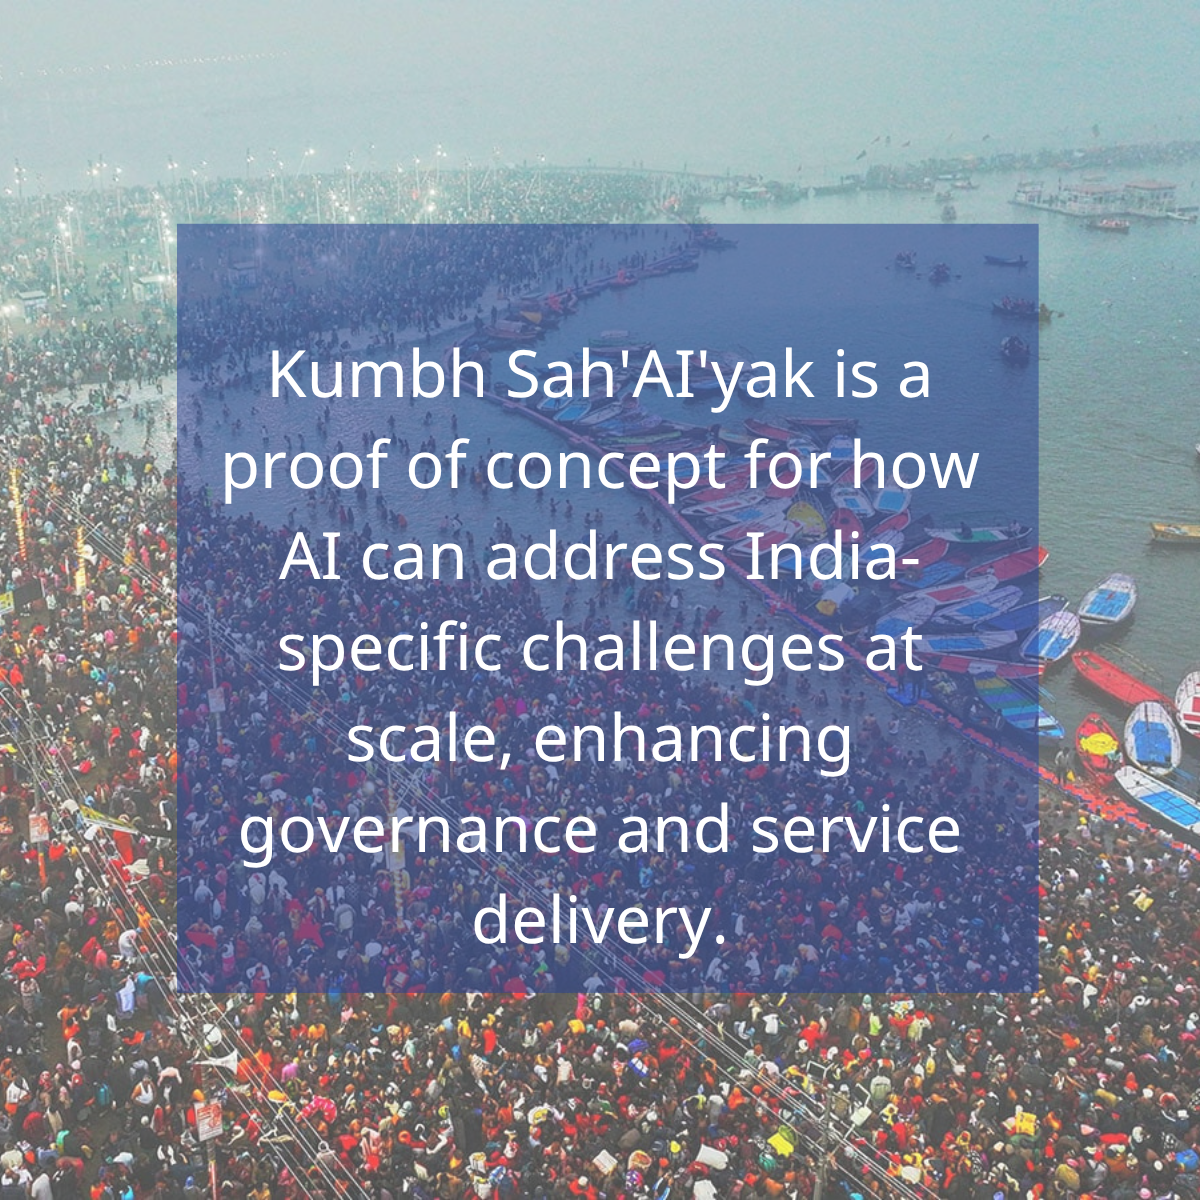 Kumbh Sah'AI'yak is a
proof of concept for how
AI can address India-
specific challenges at
scale, enhancing
governance and service
delivery.